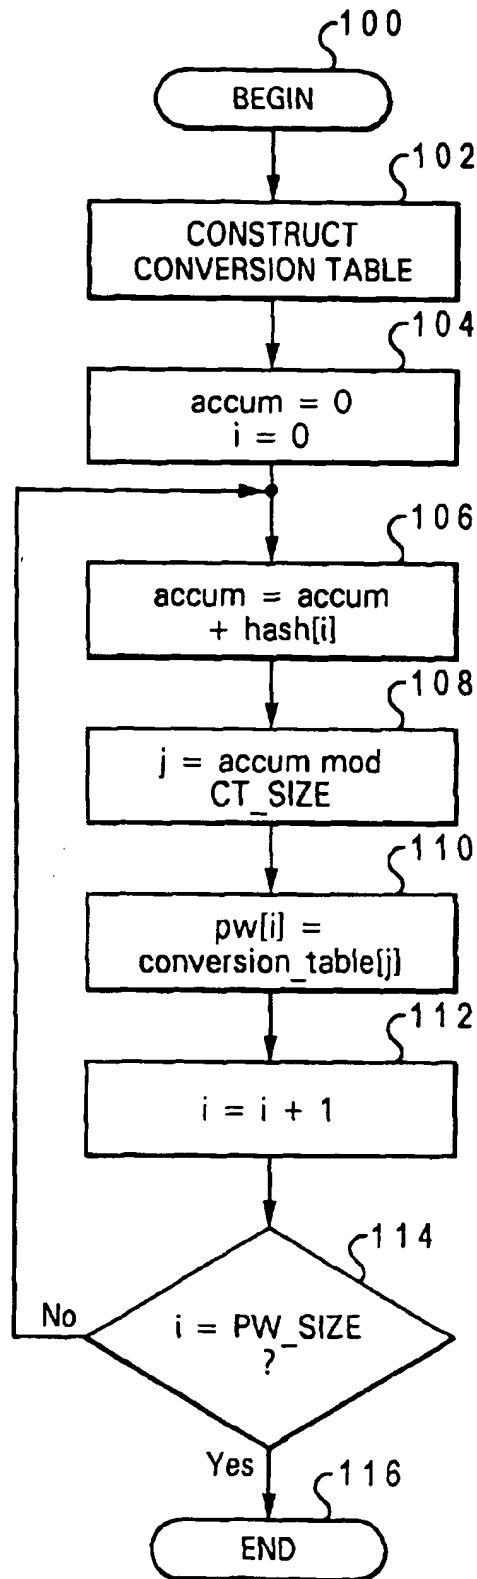 100
BEGIN
102
CONSTRUCT
CONVERSION TABLE
104
accum = 0
i = 0
106
accum = accum
+ hash[i]
108
j = accum mod
CT_SIZE
110
pw[i] =
conversion_table[j]
112
i = i + 1
114
No
i = PW_SIZE
?
Yes
116
END